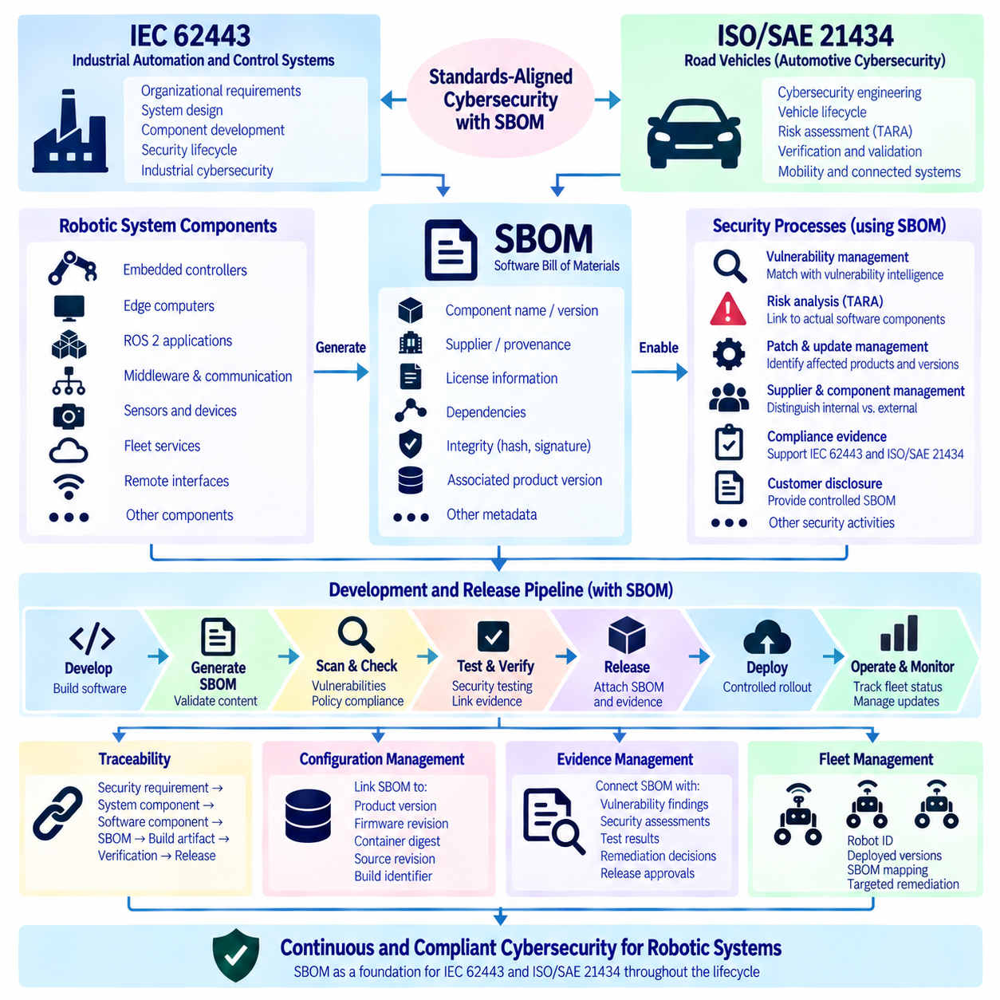 IEC 62443
Industrial Automation and Control Systems
Organizational requirements
System design
Component development
Security lifecycle
Industrial cybersecurity
Standards-Aligned
Cybersecurity
with SBOM
ISO/SAE 21434
Road Vehicles (Automotive Cybersecurity)
Cybersecurity engineering
Vehicle lifecycle
Risk assessment (TARA)
Verification and validation
Mobility and connected systems
Robotic System Components
Embedded controllers
Edge computers
ROS 2 applications
Middleware & communication
Sensors and devices
Fleet services
Remote interfaces
Other components
Generate
SBOM
Software Bill of Materials
Component name / version
Supplier / provenance
License information
Dependencies
Integrity (hash, signature)
Associated product version
Other metadata
Enable
Security Processes (using SBOM)
Vulnerability management
Match with vulnerability intelligence
Risk analysis (TARA)
Link to actual software components
Patch & update management
Identify affected products and versions
Supplier & component management
Distinguish internal vs. external
Compliance evidence
Support IEC 62443 and ISO/SAE 21434
Customer disclosure
Provide controlled SBOM
Other security activities
Development and Release Pipeline (with SBOM)
Develop
Build software
Generate
SBOM
Validate content
Scan & Check
Vulnerabilities
Policy compliance
Test & Verify
Security testing
Link evidence
Release
Attach SBOM
and evidence
Deploy
Controlled rollout
Operate & Monitor
Track fleet status
Manage updates
Traceability
Security requirement →
System component →
Software component →
SBOM → Build artifact →
Verification → Release
Configuration Management
Link SBOM to:
Product version
Firmware revision
Container digest
Source revision
Build identifier
Evidence Management
Connect SBOM with:
Vulnerability findings
Security assessments
Test results
Remediation decisions
Release approvals
Fleet Management
Robot ID
Deployed versions
SBOM mapping
Targeted remediation
Continuous and Compliant Cybersecurity for Robotic Systems
SBOM as a foundation for IEC 62443 and ISO/SAE 21434 throughout the lifecycle